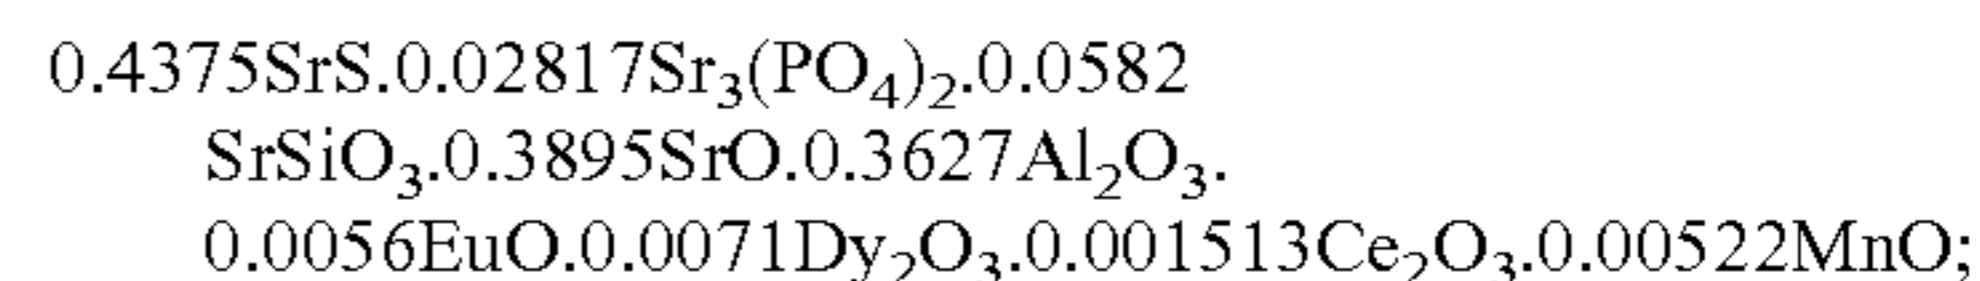 0.4375SrS.0.02817Sr₃(PO₄)₂.0.0582
SrSiO₃.0.3895SrO.0.3627Al₂O₃.
0.0056EuO.0.0071Dy₂O₃.0.001513Ce₂O₃.0.00522MnO;